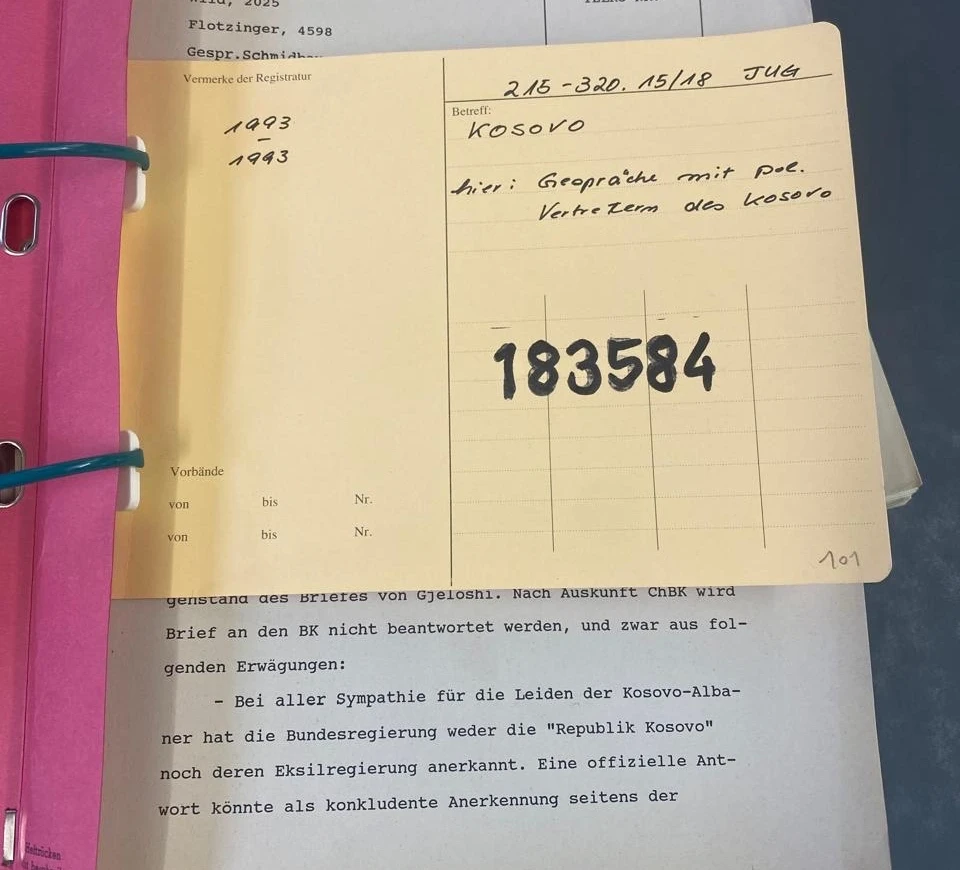 2025
Flotzinger, 4598
Vermerke der Registratur
1993
–
1993
215-320. 15/18 JUG
Betreff:
Kosovo
hier: Gespräche mit pol.
Vertretern des Kosovo
183584
Vorbände
von bis Nr.
von bis Nr.
101
genstand des Briefes von Gjeloshi. Nach Auskunft ChBK wird
Brief an den BK nicht beantwortet werden, und zwar aus fol-
genden Erwägungen:
- Bei aller Sympathie für die Leiden der Kosovo-Alba-
ner hat die Bundesregierung weder die "Republik Kosovo"
noch deren Eksilregierung anerkannt. Eine offizielle Ant-
wort könnte als konkludente Anerkennung seitens der